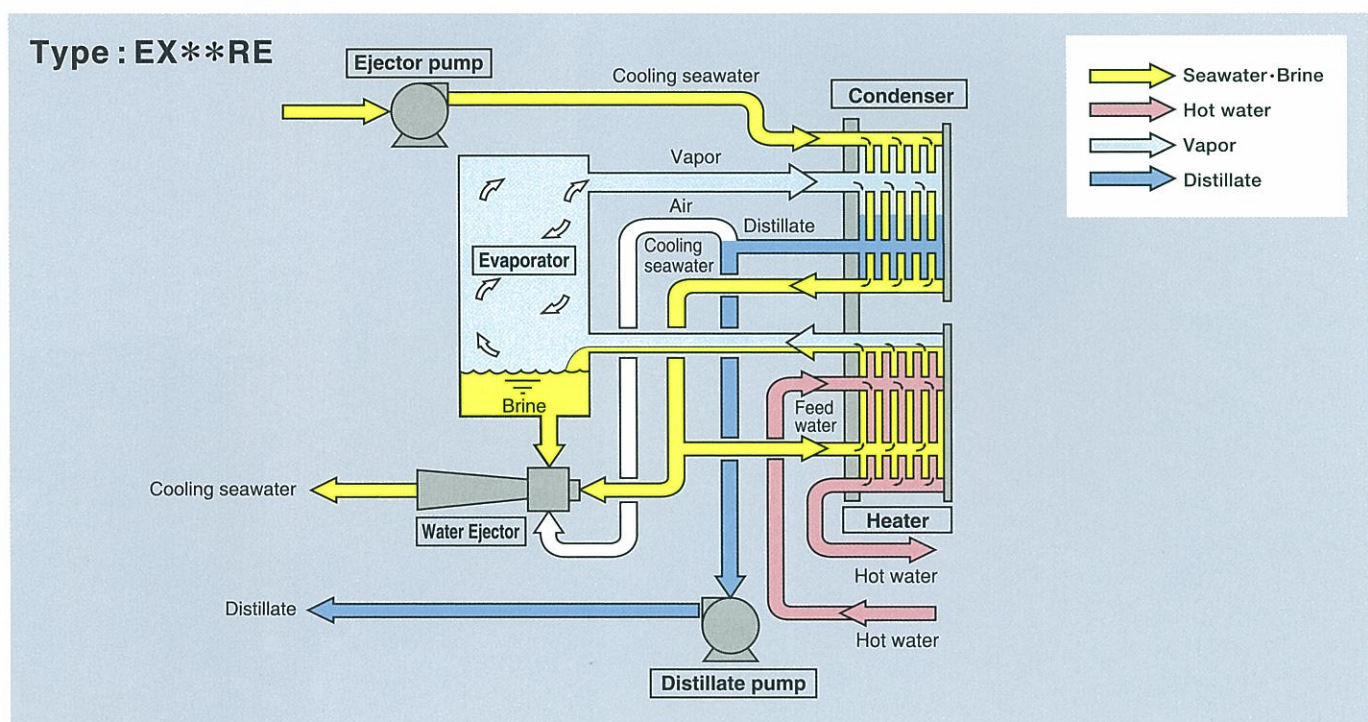 Type : EX**RE
Ejector pump
Cooling seawater
Condenser
Seawater·Brine
Hot water
Vapor
Distillate
Vapor
Air
Distillate
Cooling
seawater
Evaporator
Brine
Feed
water
Cooling seawater
Water Ejector
Heater
Hot water
Distillate
Hot water
Distillate pump